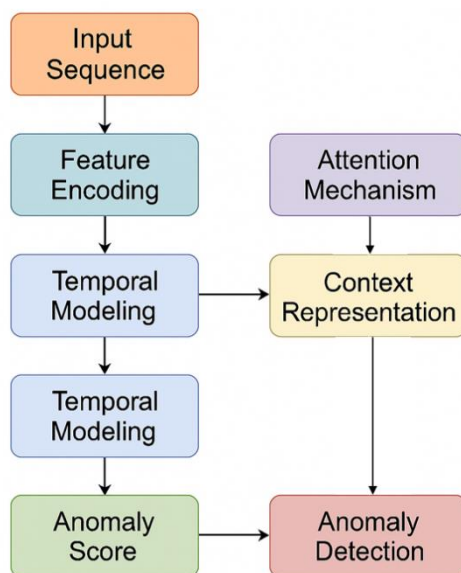 Input
Sequence
Feature
Encoding
Attention
Mechanism
Temporal
Modeling
Context
Representation
Temporal
Modeling
Anomaly
Score
Anomaly
Detection